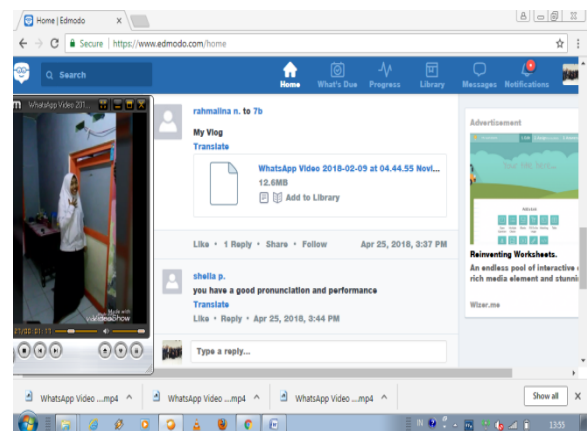 Home | Edmodo
Secure | https://www.edmodo.com/home
Search
Home
What's Due
Progress
Library
Messages
Notifications
WhatsApp Video 201...
rahmalina n. to 7b
My Vlog
Translate
WhatsApp Video 2018-02-09 at 04.44.55 Novi...
12.6MB
Add to Library
Like • 1 Reply • Share • Follow
Apr 25, 2018, 3:37 PM
sheila p.
you have a good pronunciation and performance
Translate
Like • Reply • Apr 25, 2018, 3:44 PM
Type a reply...
Advertisement
Reinventing Worksheets.
An endless pool of interactive
rich media element and stunni
Wizer.me
Made with
VideoShow
WhatsApp Video ....mp4
WhatsApp Video ....mp4
WhatsApp Video ....mp4
Show all
13:55